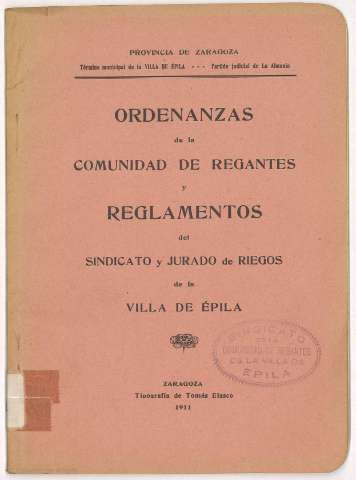 PROVINCIA DE ZARAGOZA
Término municipal de la VILLA DE ÉPILA - - - Partido judicial de La Almunia
ORDENANZAS
de la
COMUNIDAD DE REGANTES
y
REGLAMENTOS
del
SINDICATO y JURADO de RIEGOS
de la
VILLA DE ÉPILA
SINDICATO
DE LA
COMUNIDAD DE REGANTES
DE LA VILLA DE
ÉPILA
ZARAGOZA
Tipografía de Tomás Blasco
1911